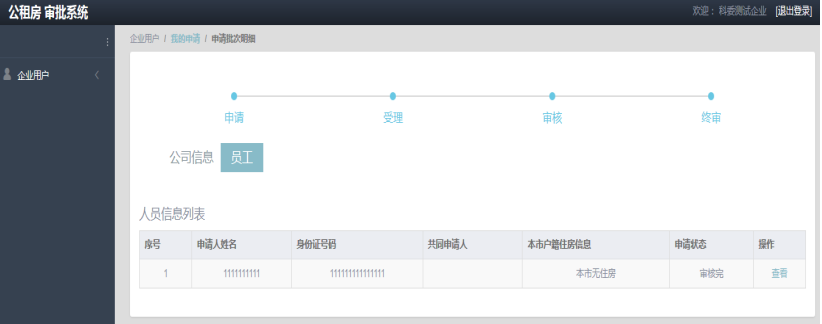 公租房 审批系统
欢迎： 科委测试企业 [退出登录]
企业用户 / 我的申请 / 申请批次明细
企业用户
申请 受理 审核 终审
公司信息 员工
人员信息列表
序号 申请人姓名 身份证号码 共同申请人 本市户籍住房信息 申请状态 操作
1 1111111111 111111111111111 本市无住房 审核完 查看